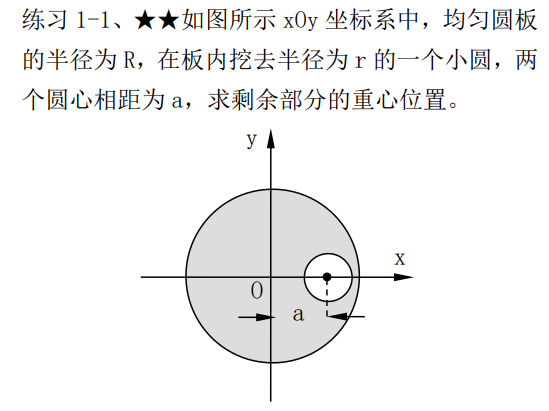 练习 1-1、★★如图所示 xOy 坐标系中，均匀圆板
的半径为 R，在板内挖去半径为 r 的一个小圆，两
个圆心相距为 a，求剩余部分的重心位置。
y
x
O
a